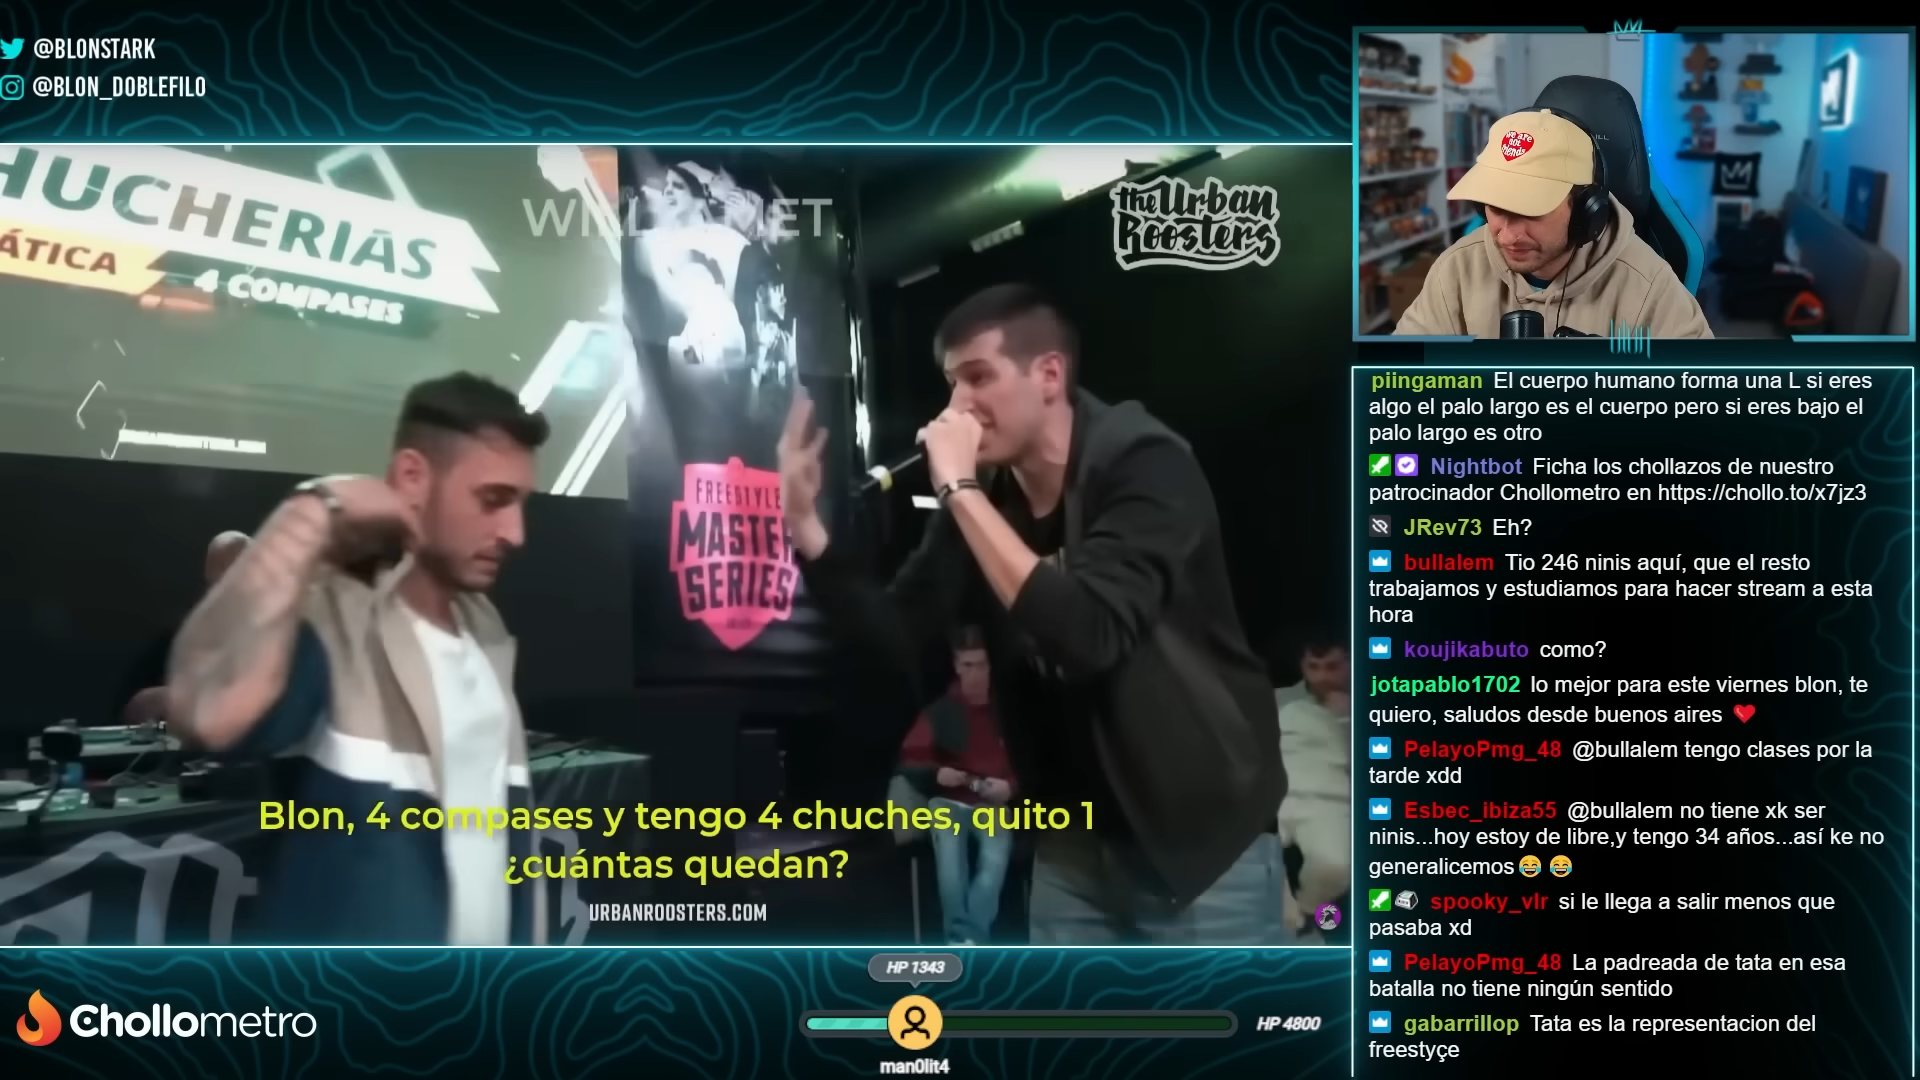 @BLONSTARK
@BLON_DOBLEFILO
HUCHERIAS
ÁTICA
4 COMPASES
the Urban
Roosters
FREESTYLE
MASTER
SERIES
Blon, 4 compases y tengo 4 chuches, quito 1
¿cuántas quedan?
URBANROOSTERS.COM
Chollometro
HP 1343
HP 4800
man0lit4
we are
not
friends
piingaman El cuerpo humano forma una L si eres
algo el palo largo es el cuerpo pero si eres bajo el
palo largo es otro
Nightbot Ficha los chollazos de nuestro
patrocinador Chollometro en https://chollo.to/x7jz3
JRev73 Eh?
bullalem Tio 246 ninis aquí, que el resto
trabajamos y estudiamos para hacer stream a esta
hora
koujikabuto como?
jotapablo1702 lo mejor para este viernes blon, te
quiero, saludos desde buenos aires ❤️
PelayoPmg_48 @bullalem tengo clases por la
tarde xdd
Esbec_ibiza55 @bullalem no tiene xk ser
ninis...hoy estoy de libre,y tengo 34 años...así ke no
generalicemos😂 😂
spooky_vlr si le llega a salir menos que
pasaba xd
PelayoPmg_48 La padreada de tata en esa
batalla no tiene ningún sentido
gabarrillop Tata es la representacion del
freestyçe